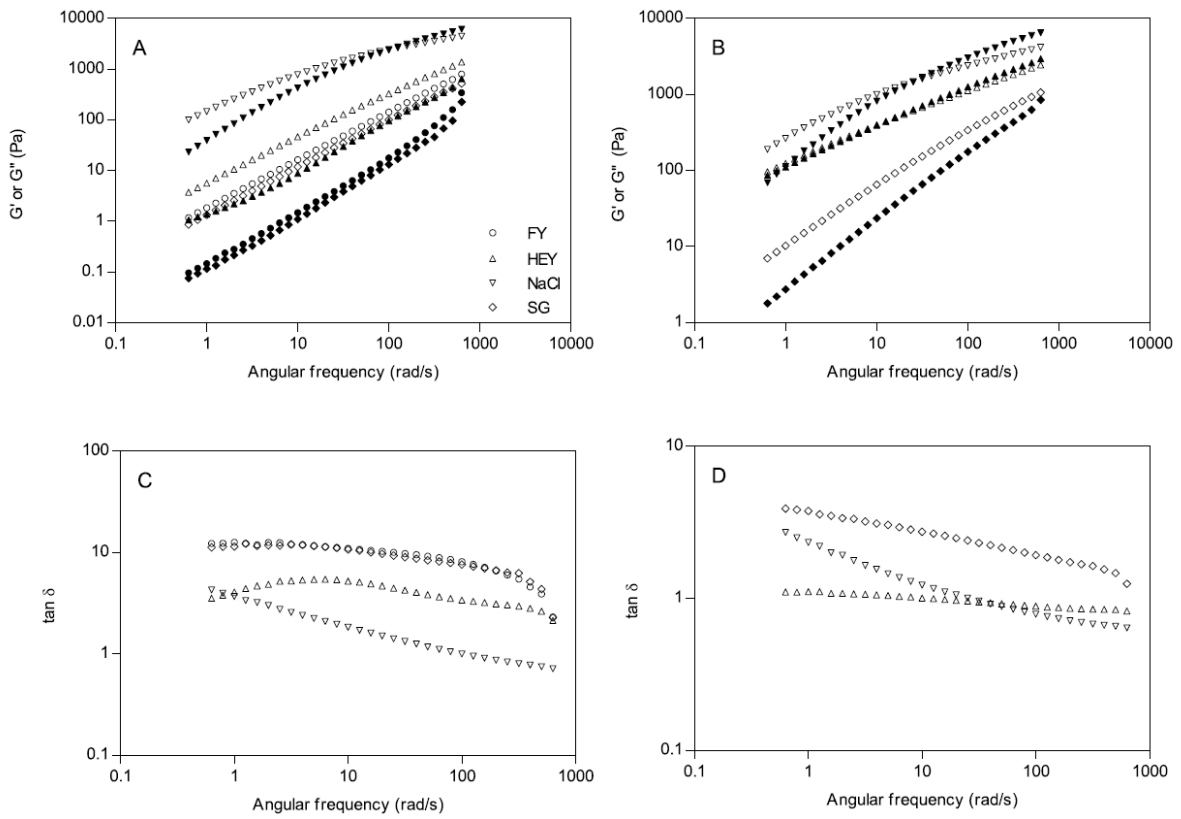 A
10000
1000
100
10
1
0.1
0.01
G' or G" (Pa)
FY
HEY
NaCl
SG
0.1
1
10
100
1000
10000
Angular frequency (rad/s)
B
10000
1000
100
10
1
G' or G" (Pa)
0.1
1
10
100
1000
10000
Angular frequency (rad/s)
C
100
10
1
0.1
tan δ
0.1
1
10
100
1000
Angular frequency (rad/s)
D
10
1
0.1
tan δ
0.1
1
10
100
1000
Angular frequency (rad/s)